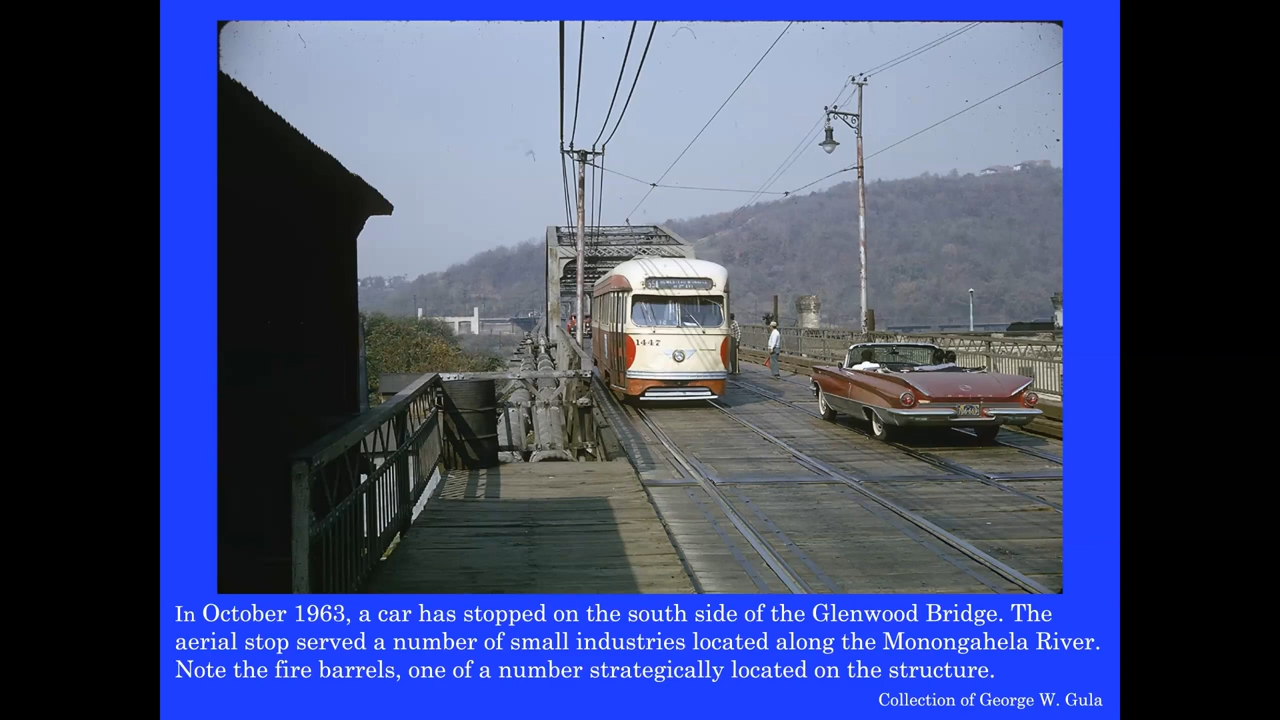 1447
In October 1963, a car has stopped on the south side of the Glenwood Bridge. The
aerial stop served a number of small industries located along the Monongahela River.
Note the fire barrels, one of a number strategically located on the structure.
Collection of George W. Gula